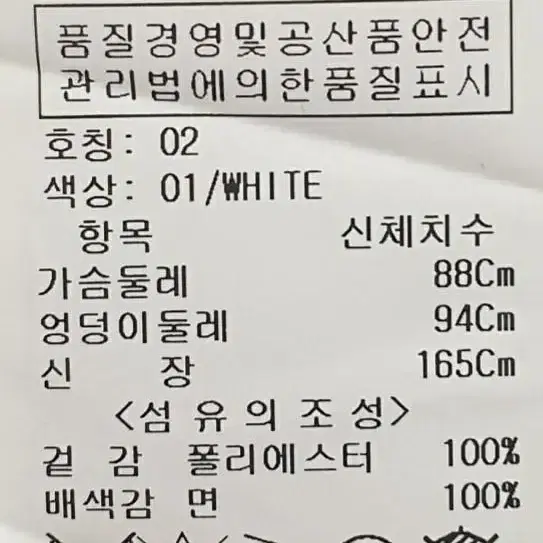 품질경영및공산품안전
관리법에의한품질표시
호칭: 02
색상: 01/WHITE
항목 신체치수
가슴둘레 88Cm
엉덩이둘레 94Cm
신 장 165Cm
<섬 유 의 조 성>
겉 감 폴리에스터 100%
배색감 면 100%